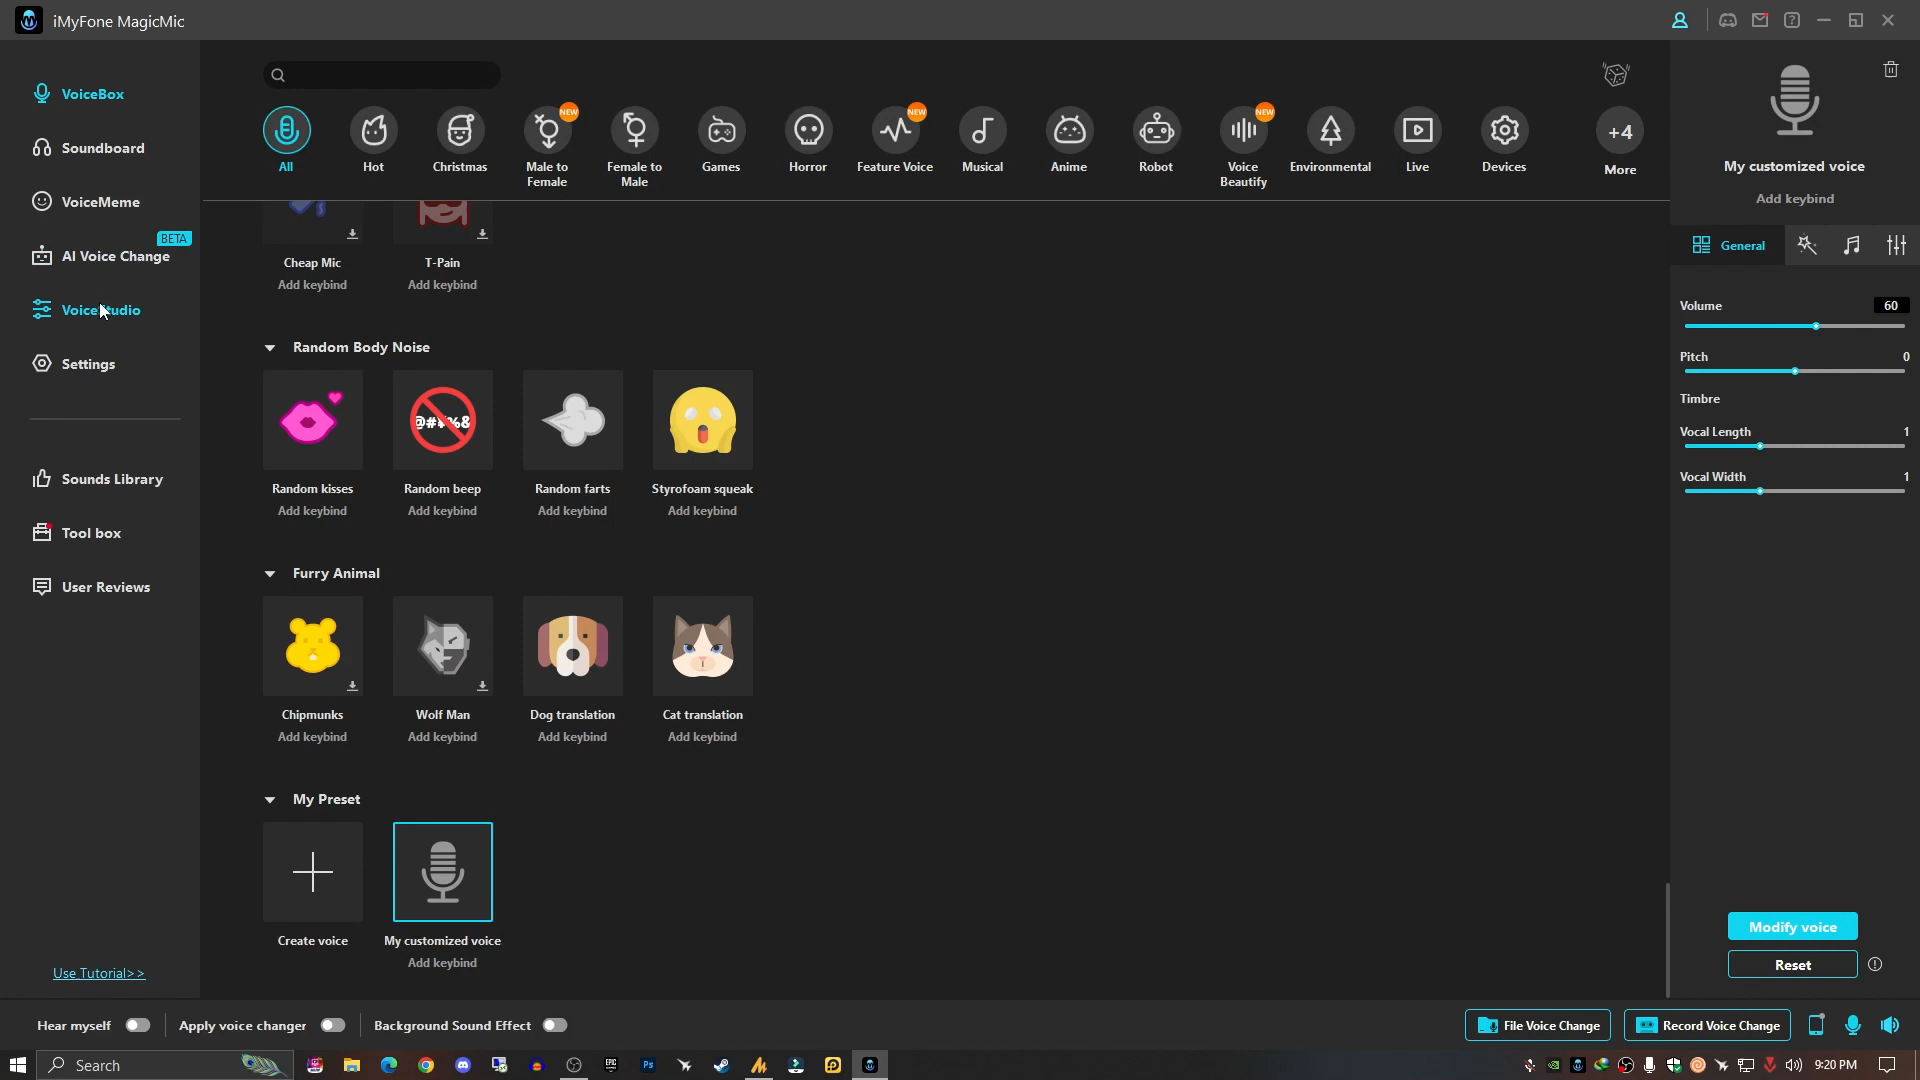 iMyFone MagicMic
VoiceBox
Soundboard
VoiceMeme
BETA
AI Voice Change
Settings
Sounds Library
Tool box
User Reviews
Use Tutorial>>
All
Hot
Christmas
NEW
Male to
Female
Female to
Male
Games
Horror
NEW
Feature Voice
Musical
Anime
Robot
NEW
Voice
Beautify
Environmental
Live
Devices
+4
More
Cheap Mic
Add keybind
T-Pain
Add keybind
Random Body Noise
Random kisses
Add keybind
Random beep
Add keybind
Random farts
Add keybind
Styrofoam squeak
Add keybind
Furry Animal
Chipmunks
Add keybind
Wolf Man
Add keybind
Dog translation
Add keybind
Cat translation
Add keybind
My Preset
Create voice
My customized voice
Add keybind
My customized voice
Add keybind
General
Volume 60
Pitch 0
Timbre
Vocal Length 1
Vocal Width 1
Modify voice
Reset
Hear myself
Apply voice changer
Background Sound Effect
File Voice Change
Record Voice Change
Search
EPIC
Ps
9:20 PM